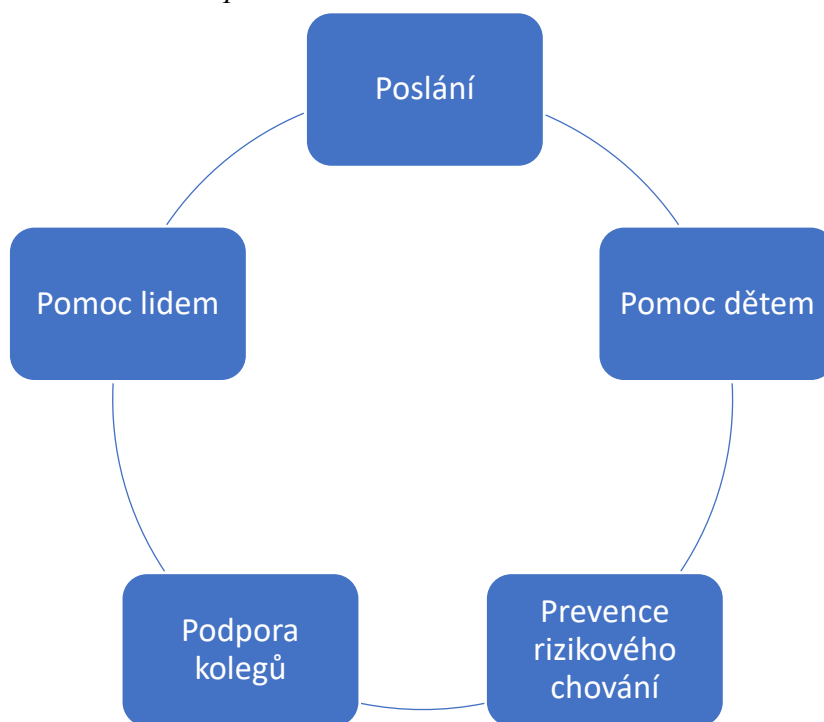 Poslání
Pomoc dětem
Prevence
rizikového
chování
Podpora
kolegů
Pomoc lidem